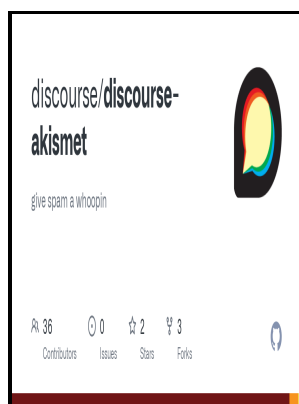 discourse/discourse-
akismet
give spam a whoopin
36 0 2 3
Contributors Issues Stars Forks